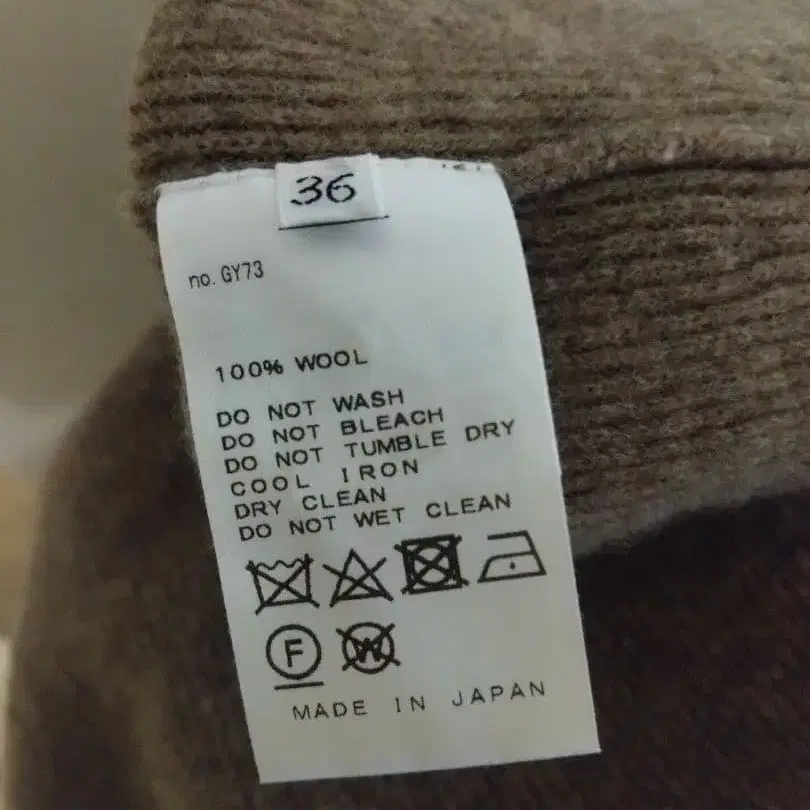 36
no. GY73
100% WOOL
DO NOT WASH
DO NOT BLEACH
DO NOT TUMBLE DRY
COOL IRON
DRY CLEAN
DO NOT WET CLEAN
F W
MADE IN JAPAN